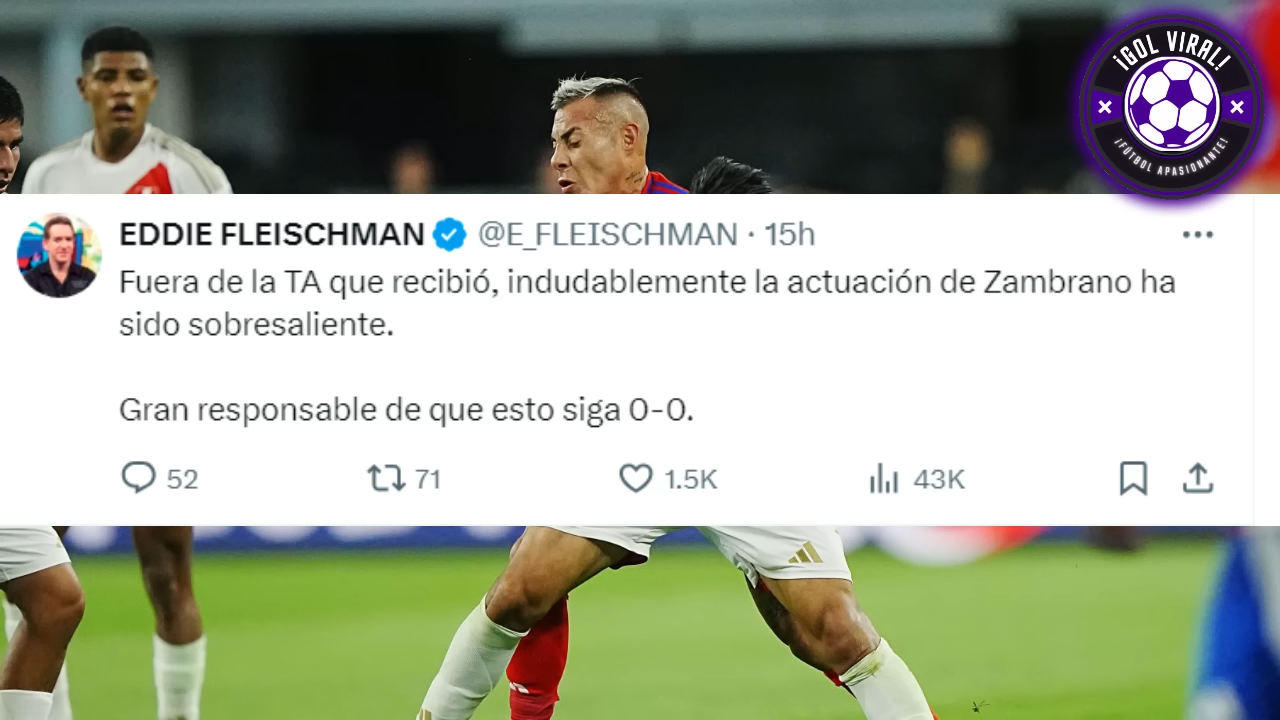 ¡GOL VIRAL!
¡FÚTBOL APASIONANTE!
EDDIE FLEISCHMAN @E_FLEISCHMAN · 15h
Fuera de la TA que recibió, indudablemente la actuación de Zambrano ha
sido sobresaliente.
Gran responsable de que esto siga 0-0.
52 71 1.5K 43K